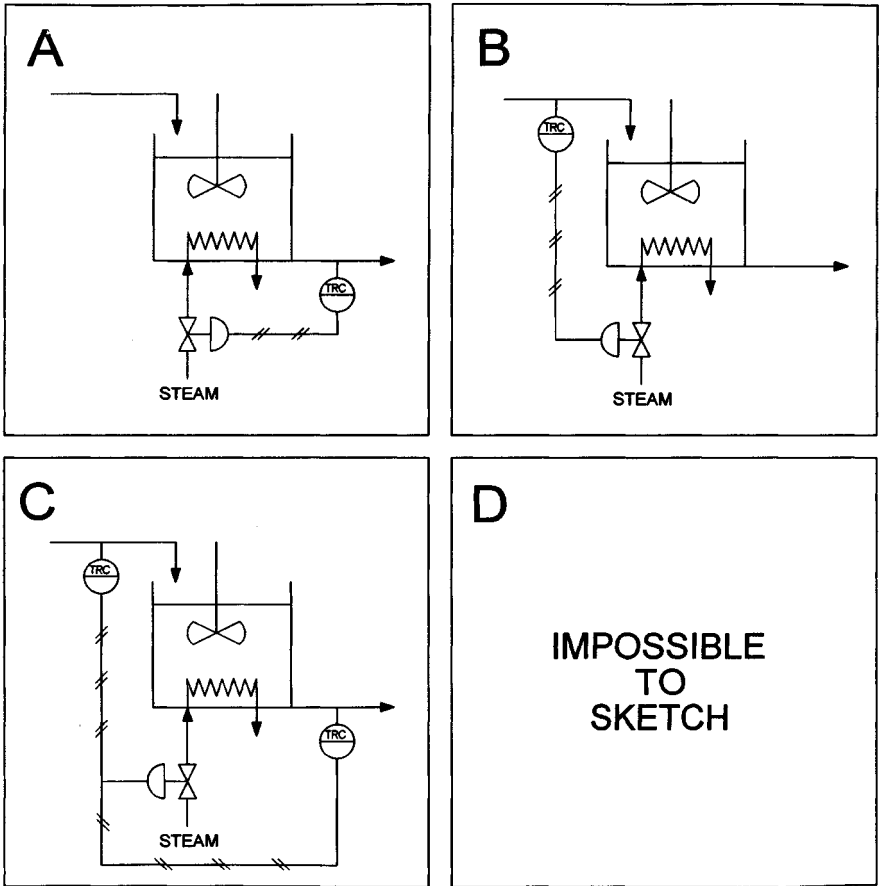 A
TRC
STEAM
B
TRC
STEAM
C
TRC
TRC
STEAM
D
IMPOSSIBLE
TO
SKETCH